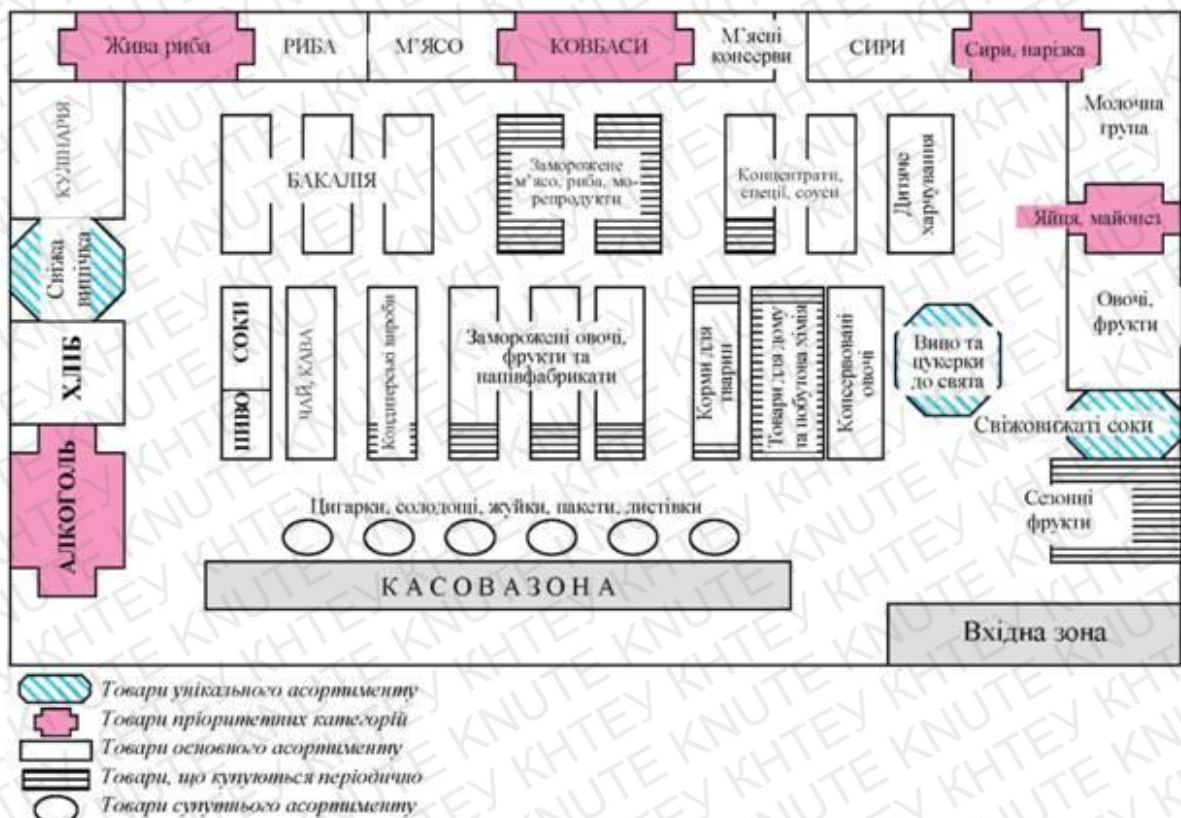 Жива риба
РИБА
М'ЯСО
КОВБАСИ
М'ясні
консерви
СИРИ
Сири, нарізка
Молочна
група
КУЛІНАРІЯ
БАКАЛІЯ
Заморожене
м'ясо, риба, мо-
репродукти
Концентрати,
спеції, соуси
Дитяче
харчування
Яйця, майонез
Свіжа
випічка
Овочі,
фрукти
ХЛІБ
СОКИ
ПИВО
ЧАЙ, КАВА
Кондитерські вироби
Заморожені овочі,
фрукти та
напівфабрикати
Корми для
тварин
Товари для дому
та побутова хімія
Консервовані
овочі
Вино та
цукерки
до свята
Свіжовижаті соки
АЛКОГОЛЬ
Сезонні
фрукти
Цигарки, солодощі, жуйки, пакети, листівки
КАСОВА ЗОНА
Вхідна зона
Товари унікального асортименту
Товари пріоритетних категорій
Товари основного асортименту
Товари, що купуються періодично
Товари супутнього асортименту
КНТЕУ KNUTE